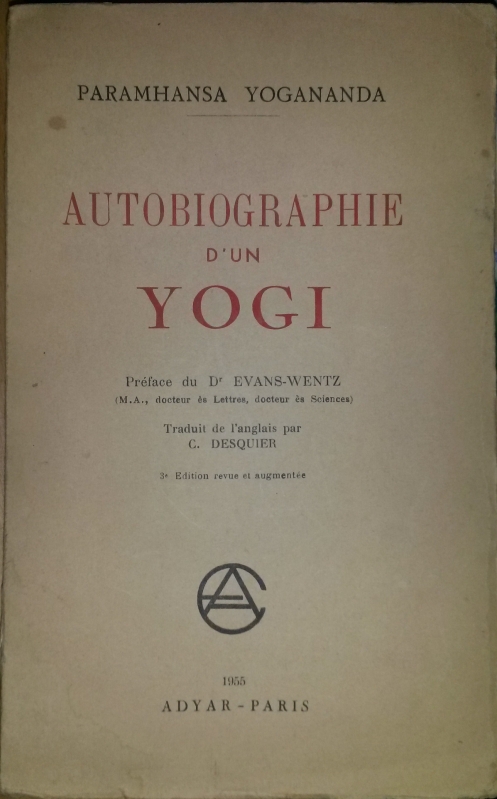 PARAMHANSA YOGANANDA
AUTOBIOGRAPHIE
D'UN
YOGI
Préface du Dr EVANS-WENTZ
(M.A., docteur ès Lettres, docteur ès Sciences)
Traduit de l'anglais par
C. DESQUIER
3e Edition revue et augmentée
1955
ADYAR - PARIS